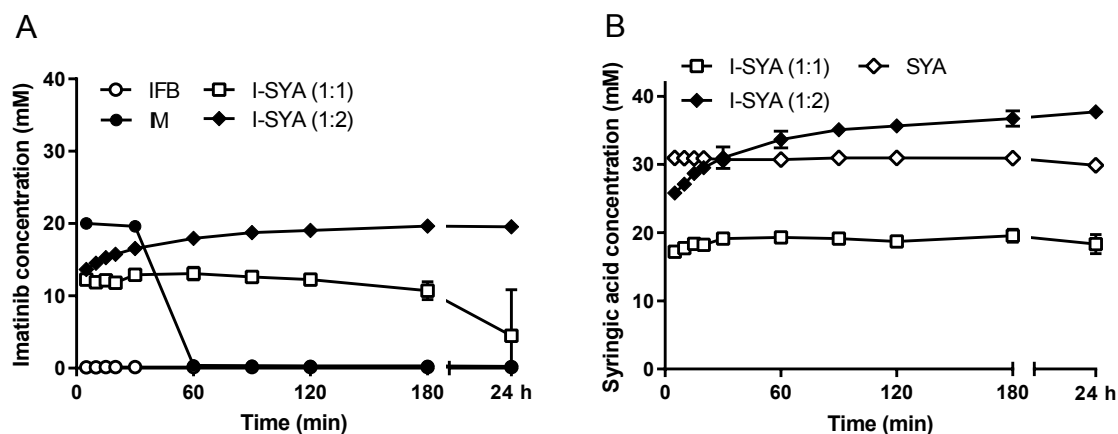 A
Imatinib concentration (mM)
IFB
I-SYA (1:1)
IM
I-SYA (1:2)
40
30
20
10
0
0
60
120
180
24 h
Time (min)
B
Syringic acid concentration (mM)
I-SYA (1:1)
SYA
I-SYA (1:2)
40
30
20
10
0
0
60
120
180
24 h
Time (min)